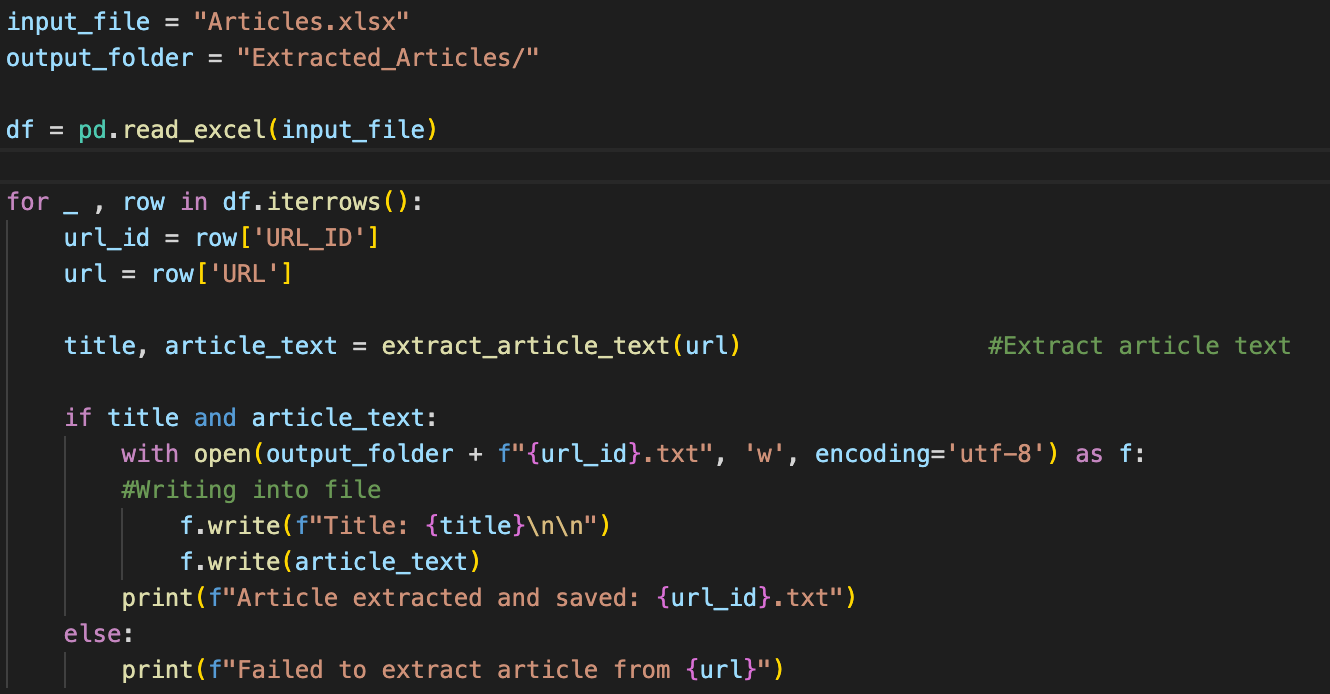 input_file = "Articles.xlsx"
output_folder = "Extracted_Articles/"
df = pd.read_excel(input_file)
for _ , row in df.iterrows():
    url_id = row['URL_ID']
    url = row['URL']
    title, article_text = extract_article_text(url)                 #Extract article text
    if title and article_text:
        with open(output_folder + f"{url_id}.txt", 'w', encoding='utf-8') as f:
        #Writing into file
            f.write(f"Title: {title}\n\n")
            f.write(article_text)
        print(f"Article extracted and saved: {url_id}.txt")
    else:
        print(f"Failed to extract article from {url}")